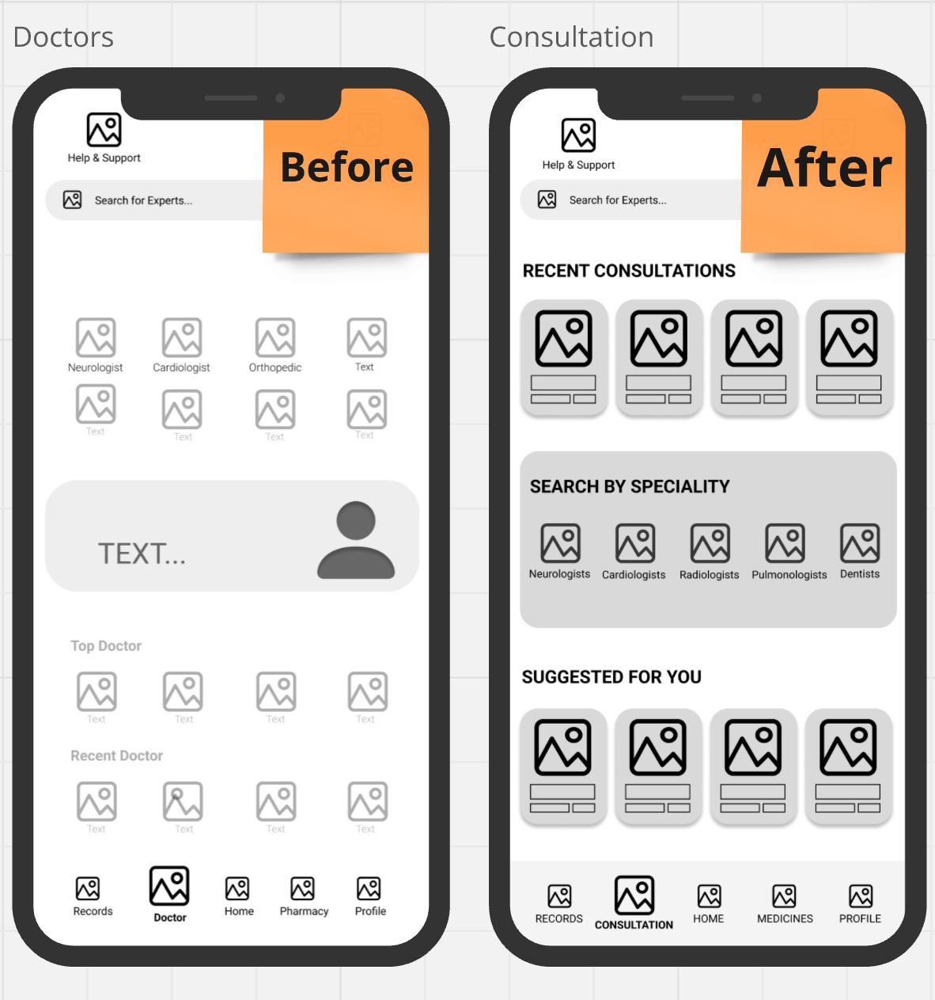 Doctors
Before
Help & Support
Search for Experts...
Neurologist Cardiologist Orthopedic Text
Text Text Text Text
TEXT...
Top Doctor
Text Text Text Text
Recent Doctor
Text Text Text Text
Records Doctor Home Pharmacy Profile
Consultation
After
Help & Support
Search for Experts...
RECENT CONSULTATIONS
SEARCH BY SPECIALITY
Neurologists Cardiologists Radiologists Pulmonologists Dentists
SUGGESTED FOR YOU
RECORDS CONSULTATION HOME MEDICINES PROFILE